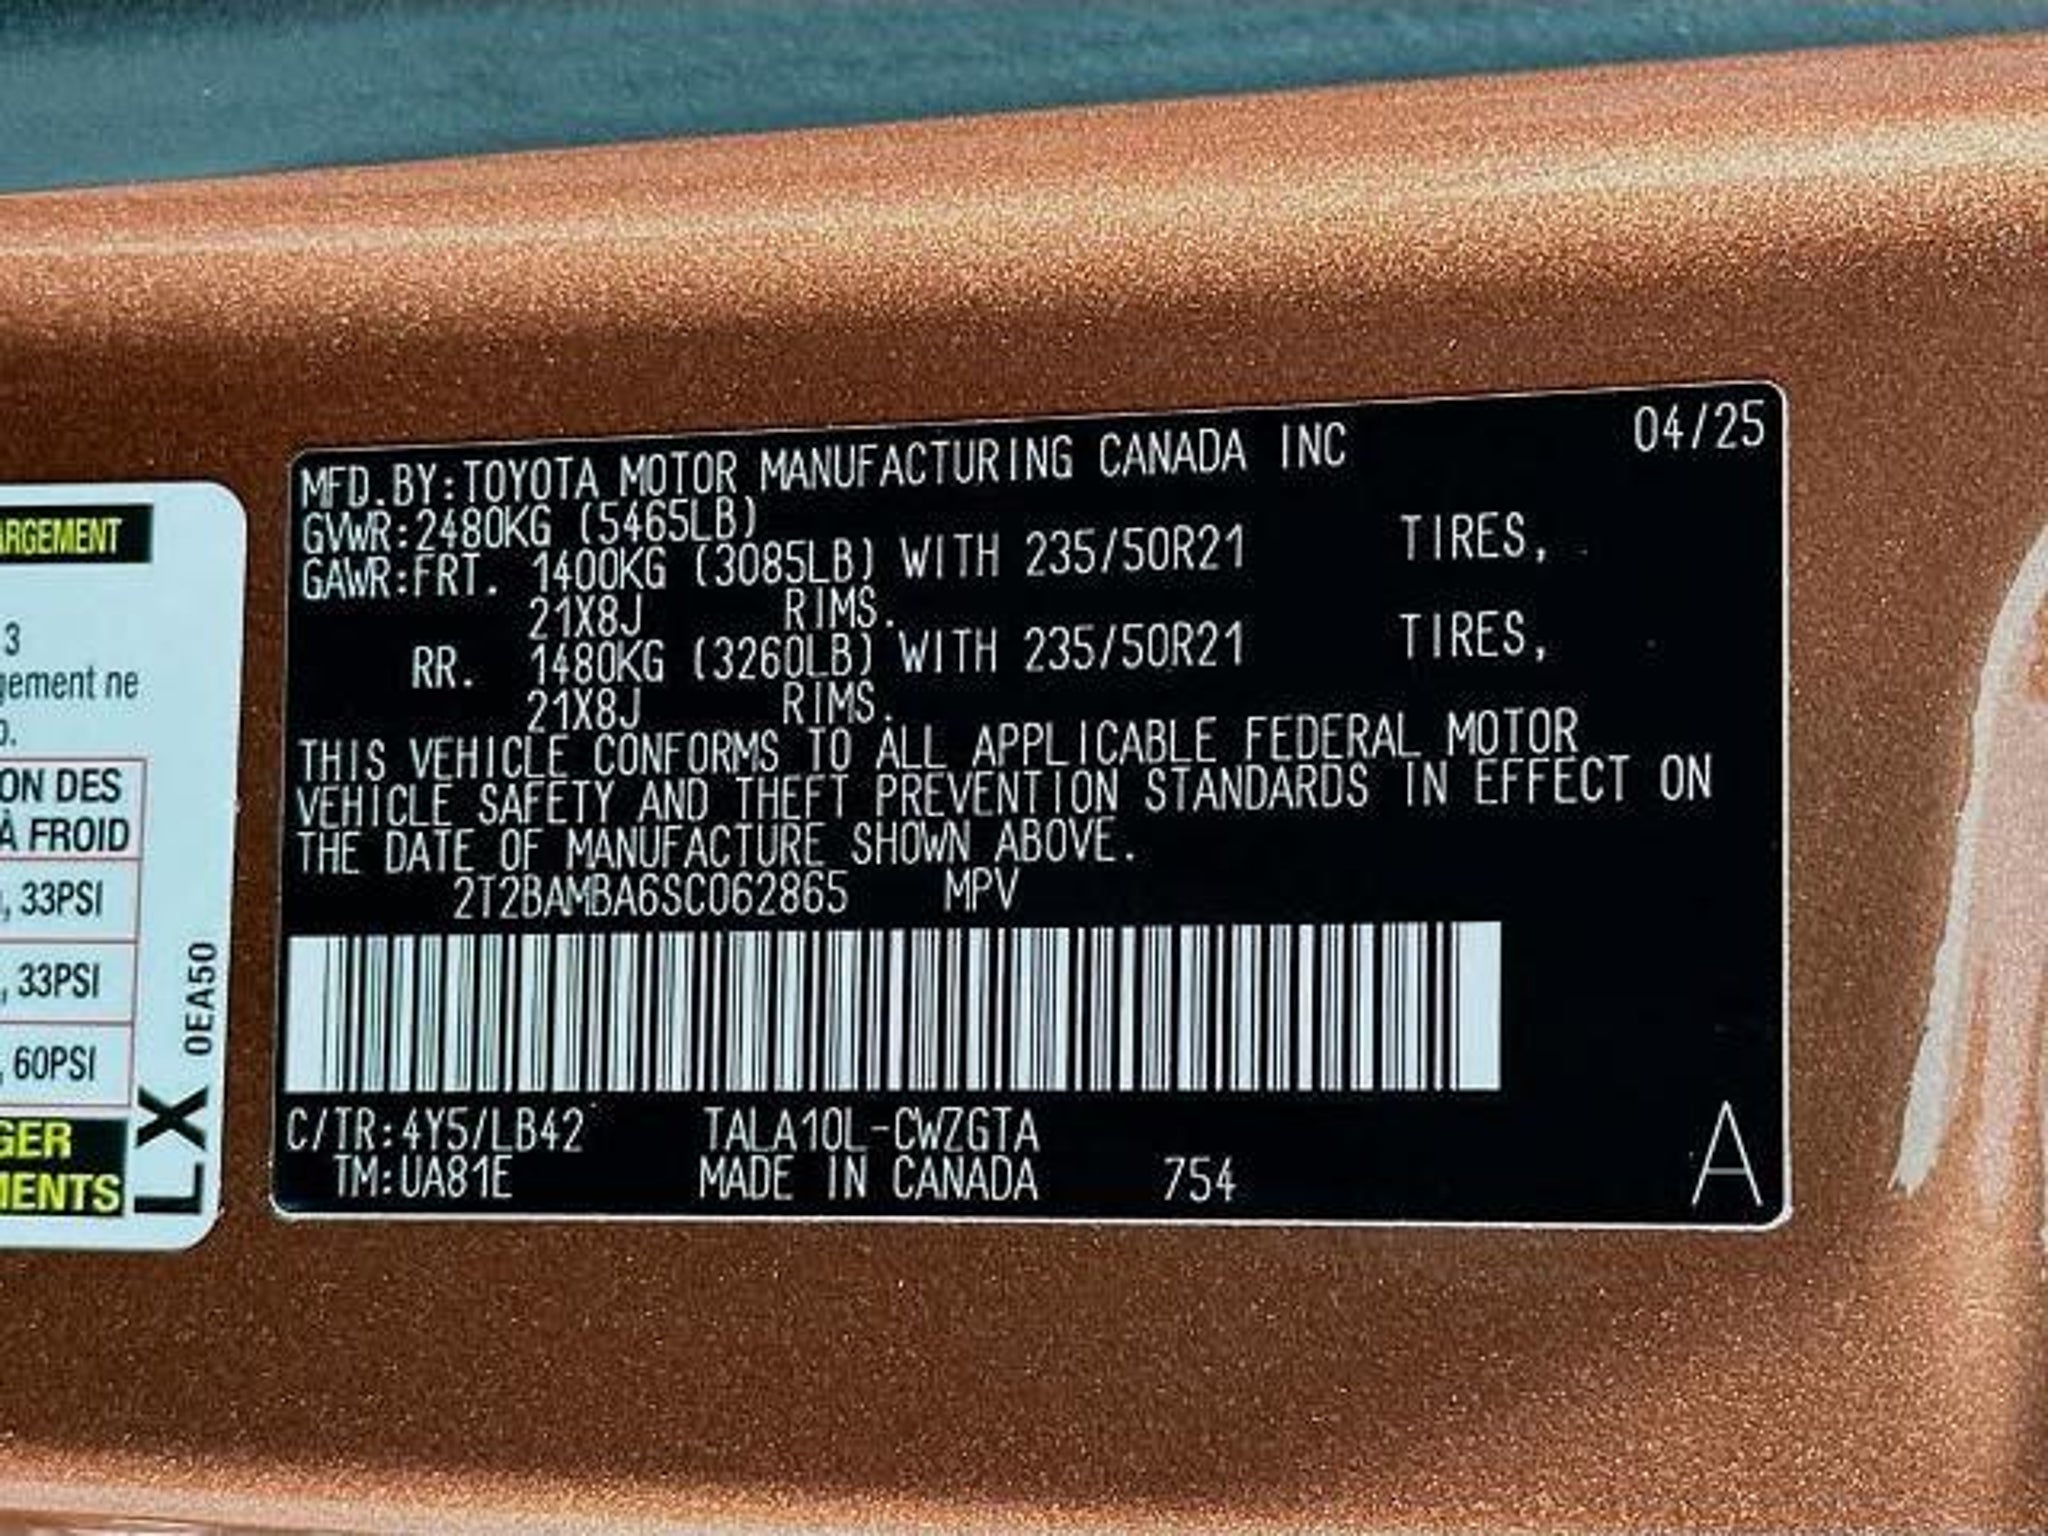 ARGEMENT
3
gement ne
ON DES
À FROID
, 33PSI
, 33PSI
, 60PSI
GER
MENTS
LX
0EA50
MFD.BY:TOYOTA MOTOR MANUFACTURING CANADA INC 04/25
GVWR:2480KG (5465LB)
GAWR:FRT. 1400KG (3085LB) WITH 235/50R21 TIRES,
21X8J RIMS.
RR. 1480KG (3260LB) WITH 235/50R21 TIRES,
21X8J RIMS.
THIS VEHICLE CONFORMS TO ALL APPLICABLE FEDERAL MOTOR
VEHICLE SAFETY AND THEFT PREVENTION STANDARDS IN EFFECT ON
THE DATE OF MANUFACTURE SHOWN ABOVE.
2T2BAMBA6SC062865 MPV
C/TR:4Y5/LB42 TALA10L-CWZGTA
TM:UA81E MADE IN CANADA 754 A